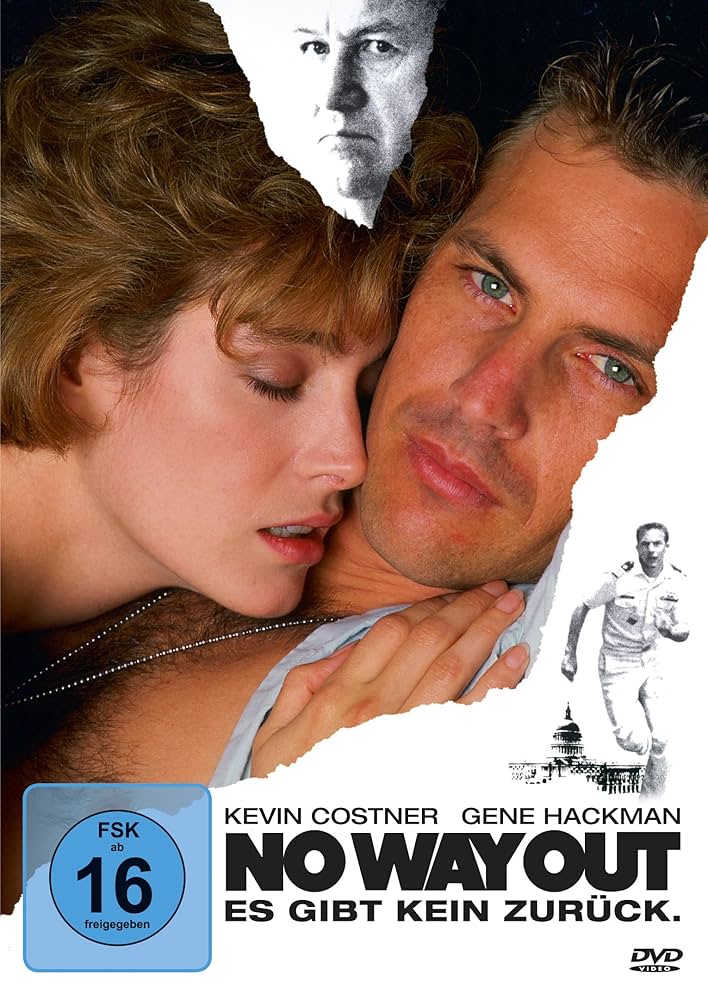 KEVIN COSTNER GENE HACKMAN
NO WAY OUT
ES GIBT KEIN ZURÜCK.
FSK
ab
16
freigegeben
DVD
VIDEO